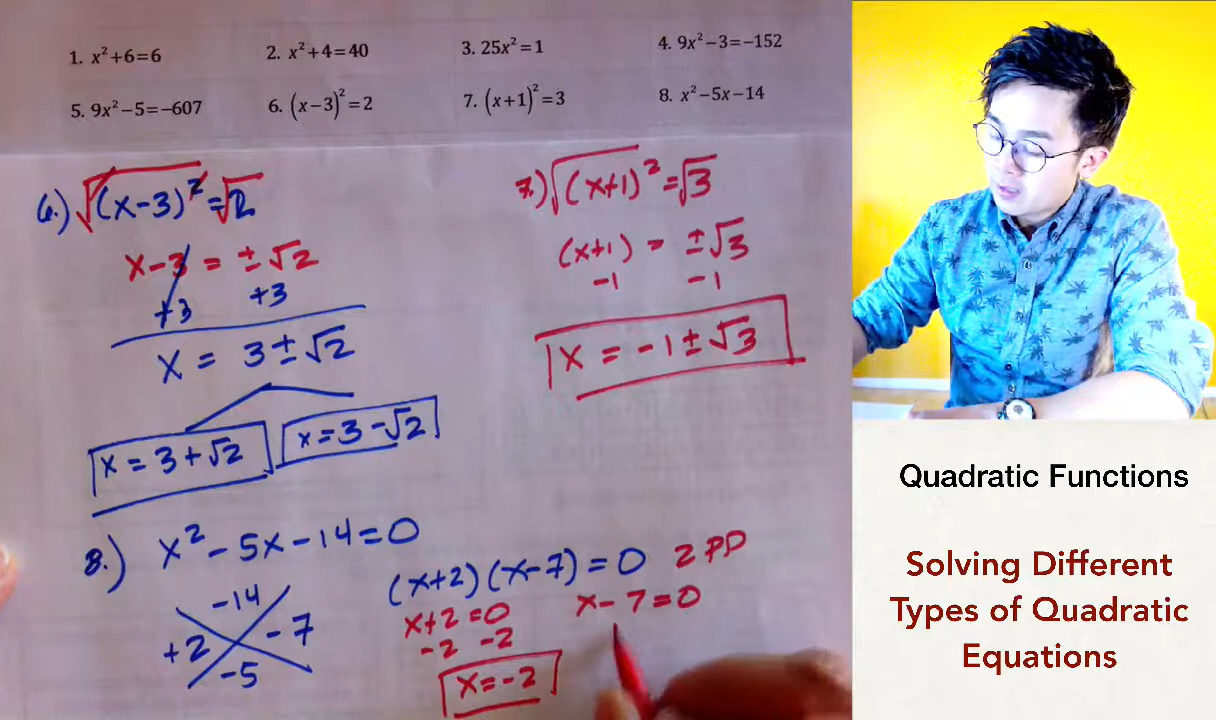 1. x²+6=6 2. x²+4=40 3. 25x²=1 4. 9x²−3=−152
5. 9x²−5=−607 6. (x−3)²=2 7. (x+1)²=3 8. x²−5x−14
6.) √(x-3)² = √2
x-3 = ± √2
+3 +3
x = 3 ± √2
x = 3+√2
x = 3-√2
7.) √(x+1)² = √3
(x+1) = ±√3
-1 -1
x = -1 ± √3
8.) x² - 5x - 14 = 0
-14
+2 -7
-5
(x+2) (x-7) = 0 2 PD
x+2 = 0
-2 -2
x = -2
x - 7 = 0
Quadratic Functions
Solving Different
Types of Quadratic
Equations